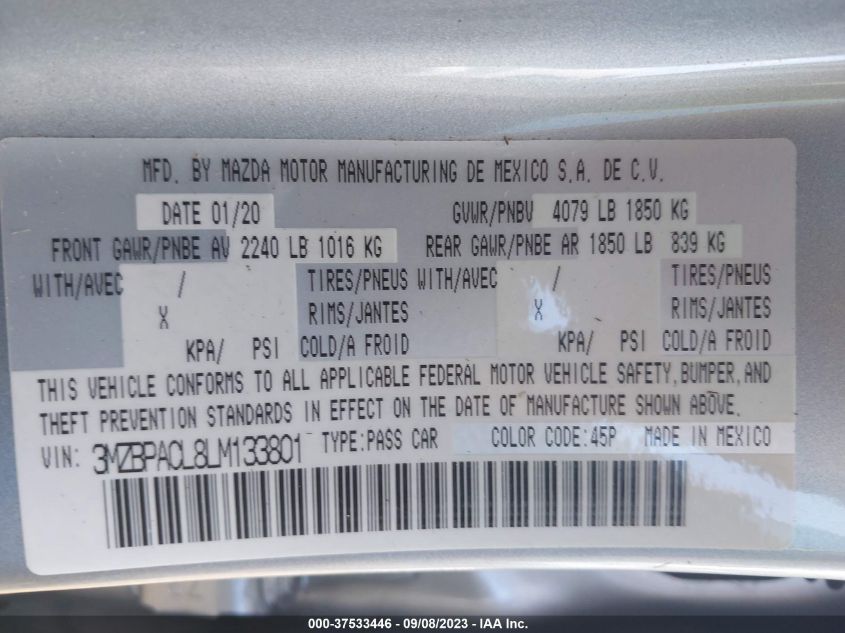 MFD. BY MAZDA MOTOR MANUFACTURING DE MEXICO S.A. DE C.V.
DATE 01/20 GVWR/PNBV 4079 LB 1850 KG
FRONT GAWR/PNBE AV 2240 LB 1016 KG REAR GAWR/PNBE AR 1850 LB 839 KG
WITH/AVEC / TIRES/PNEUS WITH/AVEC / TIRES/PNEUS
X RIMS/JANTES X RIMS/JANTES
KPA/ PSI COLD/A FROID KPA/ PSI COLD/A FROID
THIS VEHICLE CONFORMS TO ALL APPLICABLE FEDERAL MOTOR VEHICLE SAFETY, BUMPER, AND
THEFT PREVENTION STANDARDS IN EFFECT ON THE DATE OF MANUFACTURE SHOWN ABOVE.
VIN: 3MZBPACL8LM133801 TYPE:PASS CAR COLOR CODE:45P MADE IN MEXICO
000-37533446 - 09/08/2023 - IAA Inc.